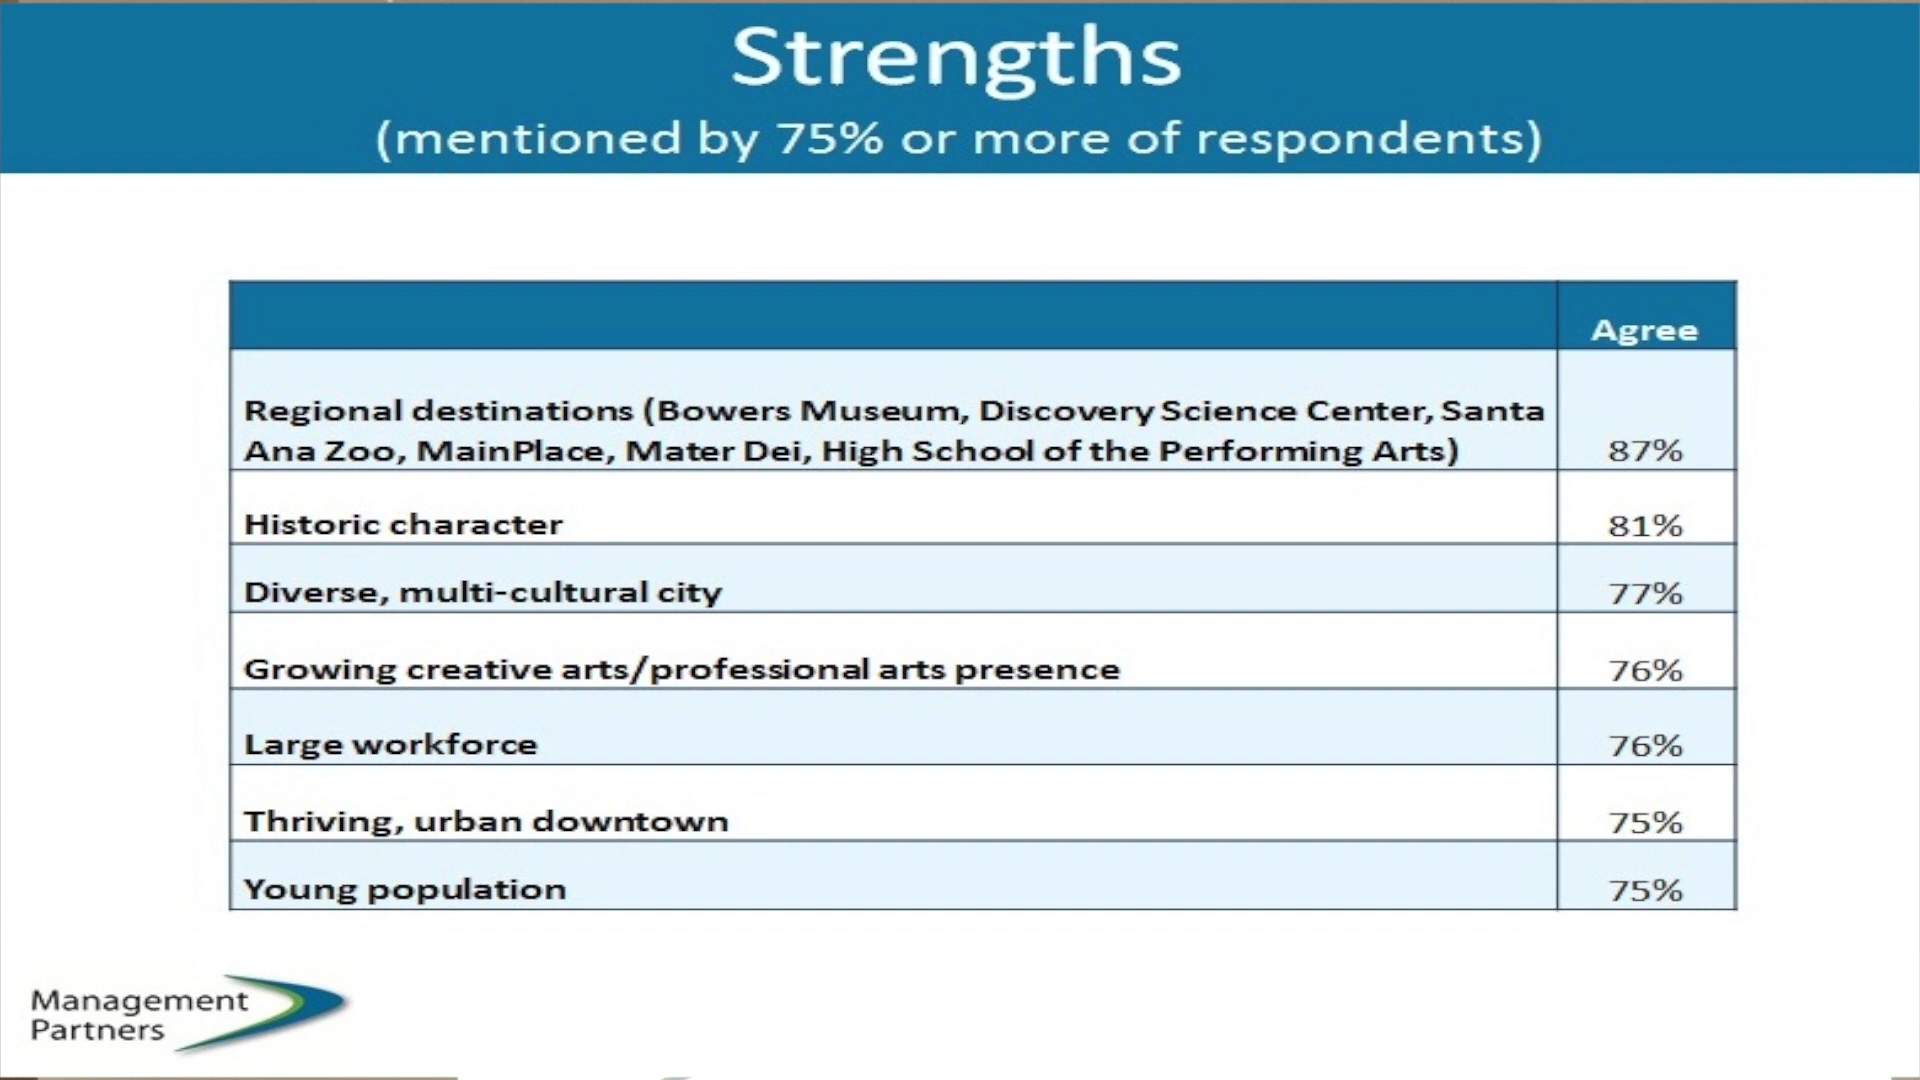 Strengths
(mentioned by 75% or more of respondents)
Agree
Regional destinations (Bowers Museum, Discovery Science Center, Santa
Ana Zoo, MainPlace, Mater Dei, High School of the Performing Arts) 87%
Historic character 81%
Diverse, multi-cultural city 77%
Growing creative arts/professional arts presence 76%
Large workforce 76%
Thriving, urban downtown 75%
Young population 75%
Management
Partners